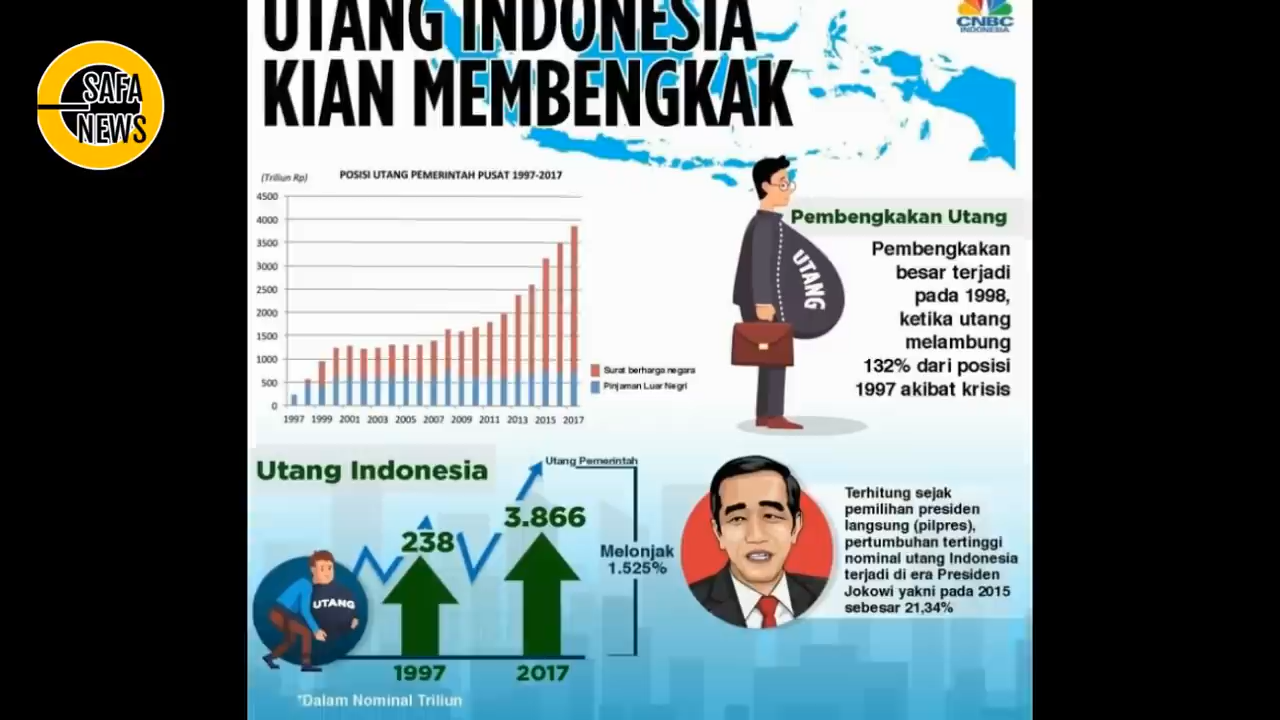 SAFA
NEWS
UTANG INDONESIA
KIAN MEMBENGKAK
CNBC
INDONESIA
(Triliun Rp)
POSISI UTANG PEMERINTAH PUSAT 1997-2017
4500
4000
3500
3000
2500
2000
1500
1000
500
0
1997 1999 2001 2003 2005 2007 2009 2011 2013 2015 2017
Surat berharga negara
Pinjaman Luar Negri
UTANG
Pembengkakan Utang
Pembengkakan
besar terjadi
pada 1998,
ketika utang
melambung
132% dari posisi
1997 akibat krisis
Utang Indonesia
Utang Pemerintah
238
3.866
Melonjak
1.525%
UTANG
1997
2017
*Dalam Nominal Triliun
Terhitung sejak
pemilihan presiden
langsung (pilpres),
pertumbuhan tertinggi
nominal utang Indonesia
terjadi di era Presiden
Jokowi yakni pada 2015
sebesar 21,34%